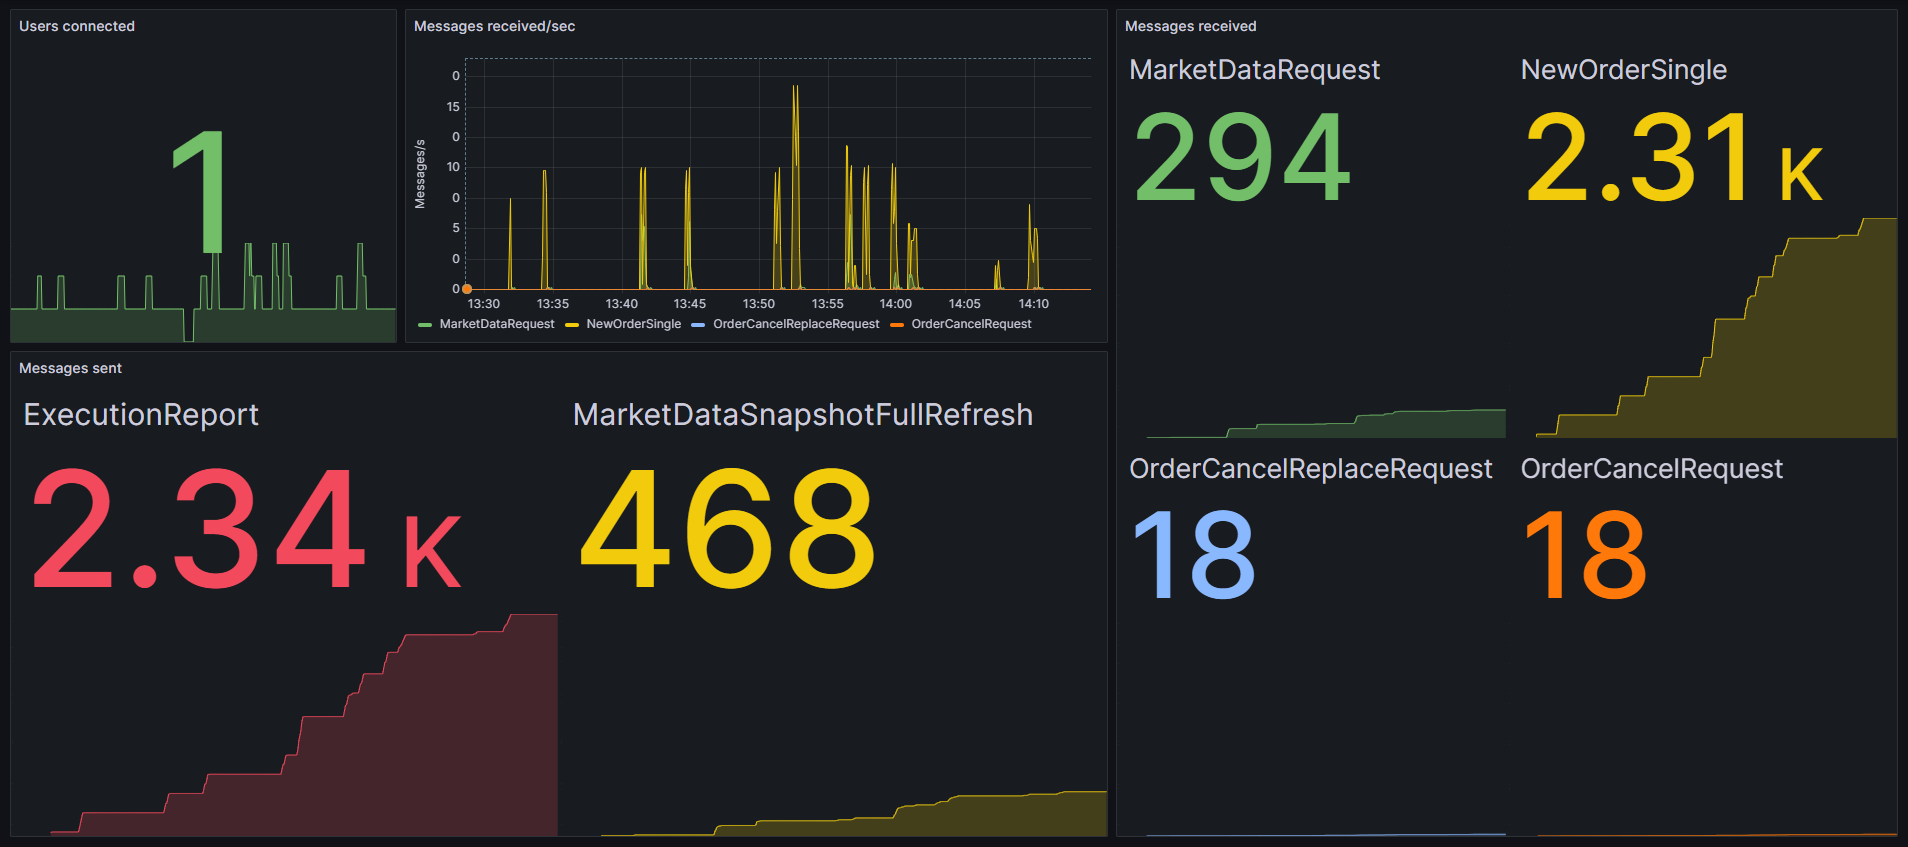 Users connected
1
Messages received/sec
Messages/s
0
15
0
10
0
5
0
0
13:30 13:35 13:40 13:45 13:50 13:55 14:00 14:05 14:10
MarketDataRequest NewOrderSingle OrderCancelReplaceRequest OrderCancelRequest
Messages received
MarketDataRequest
294
NewOrderSingle
2.31 K
OrderCancelReplaceRequest
18
OrderCancelRequest
18
Messages sent
ExecutionReport
2.34 K
MarketDataSnapshotFullRefresh
468